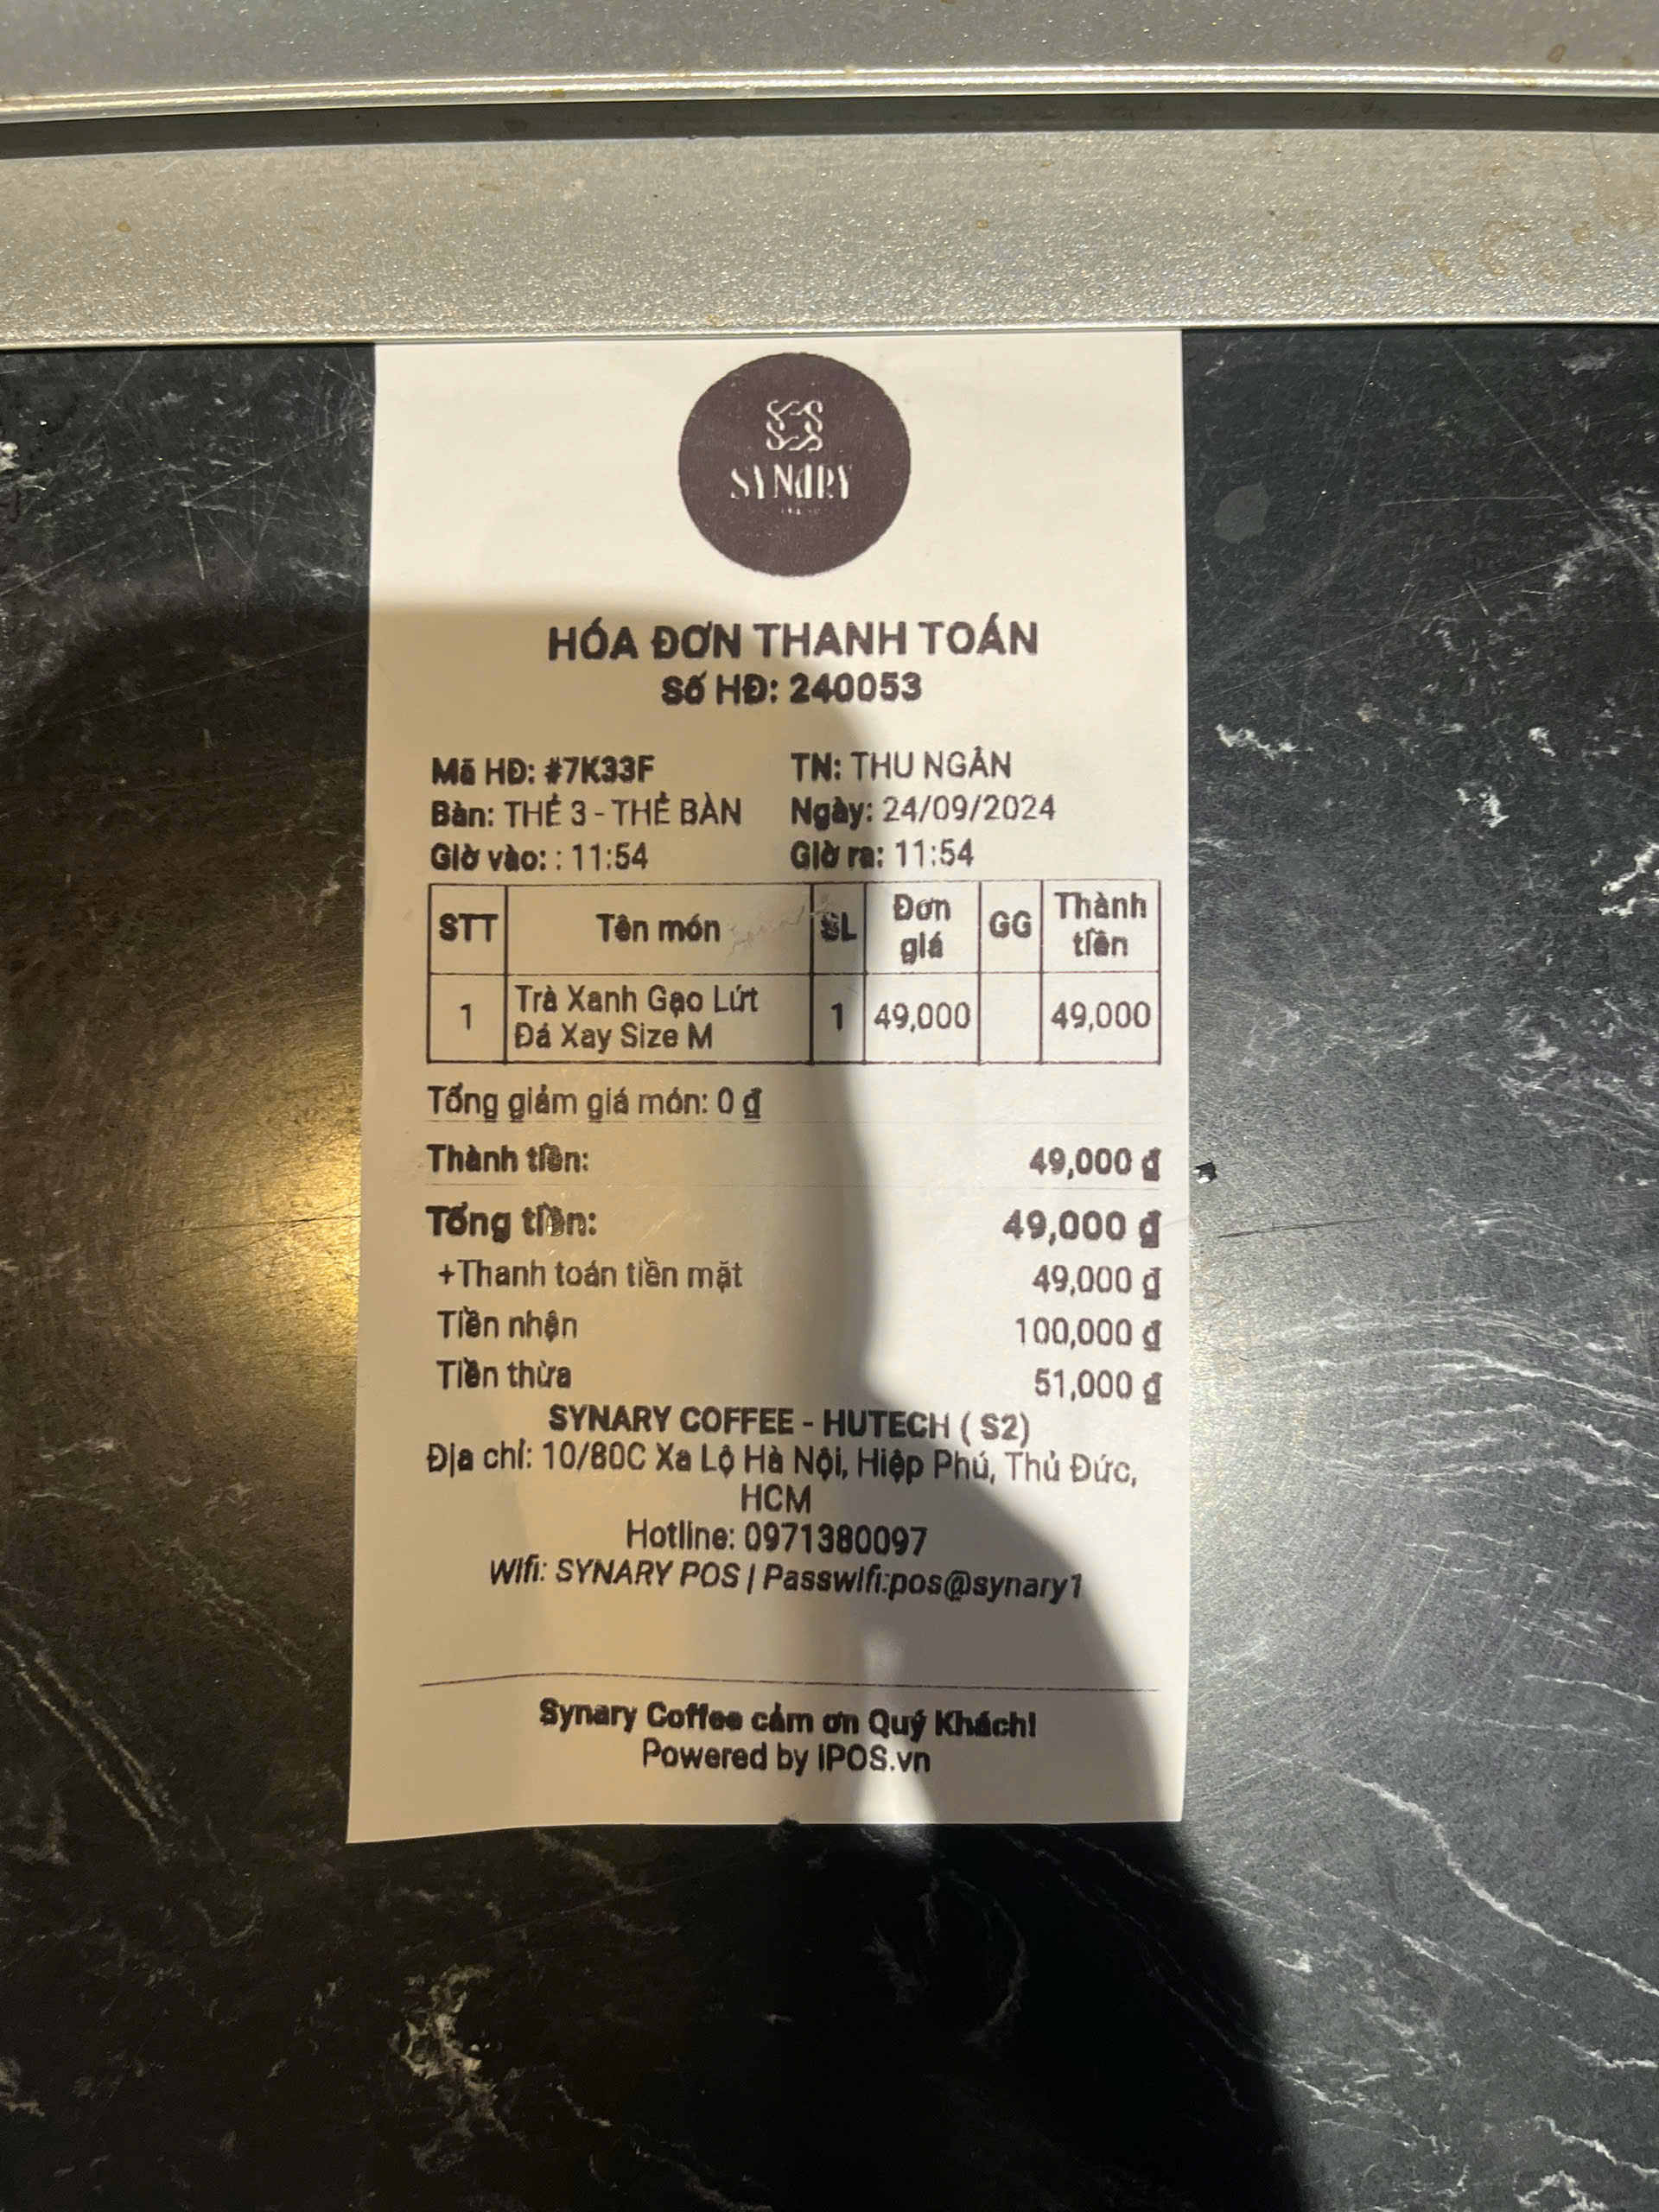 SYNARY
HÓA ĐƠN THANH TOÁN
Số HĐ: 240053
Mã HĐ: #7K33F TN: THU NGÂN
Bàn: THẺ 3 - THẺ BÀN Ngày: 24/09/2024
Giờ vào: : 11:54 Giờ ra: 11:54
STT Tên món SL Đơn giá GG Thành tiền
1 Trà Xanh Gạo Lứt Đá Xay Size M 1 49,000 49,000
Tổng giảm giá món: 0 đ
Thành tiền: 49,000 đ
Tổng tiền: 49,000 đ
+Thanh toán tiền mặt 49,000 đ
Tiền nhận 100,000 đ
Tiền thừa 51,000 đ
SYNARY COFFEE - HUTECH ( S2)
Địa chỉ: 10/80C Xa Lộ Hà Nội, Hiệp Phú, Thủ Đức,
HCM
Hotline: 0971380097
Wifi: SYNARY POS | Passwifi:pos@synary1
Synary Coffee cảm ơn Quý Khách!
Powered by iPOS.vn